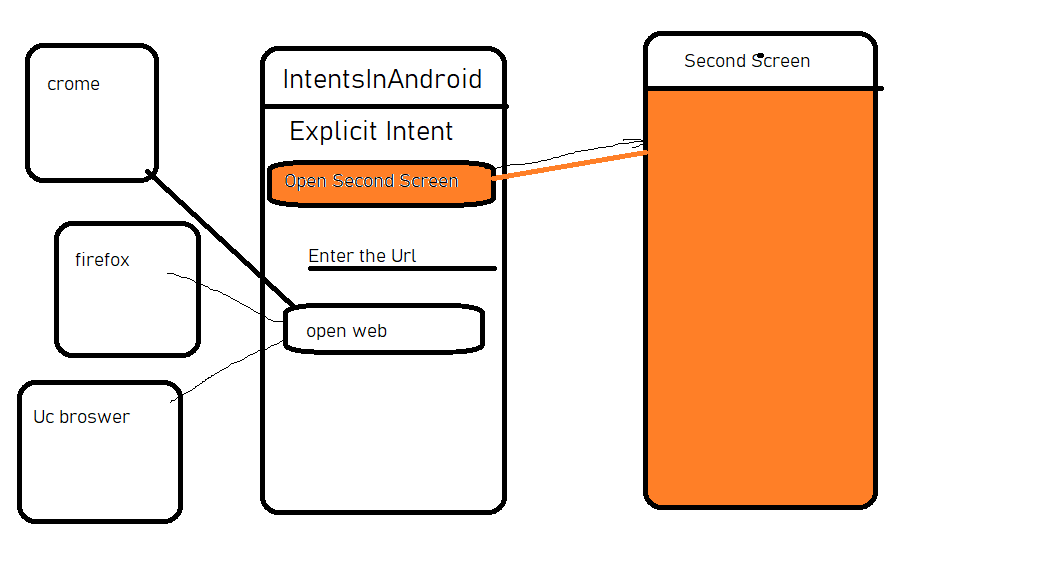 crome
firefox
Uc broswer
IntentsInAndroid
Explicit Intent
Open Second Screen
Enter the Url
open web
Second Screen